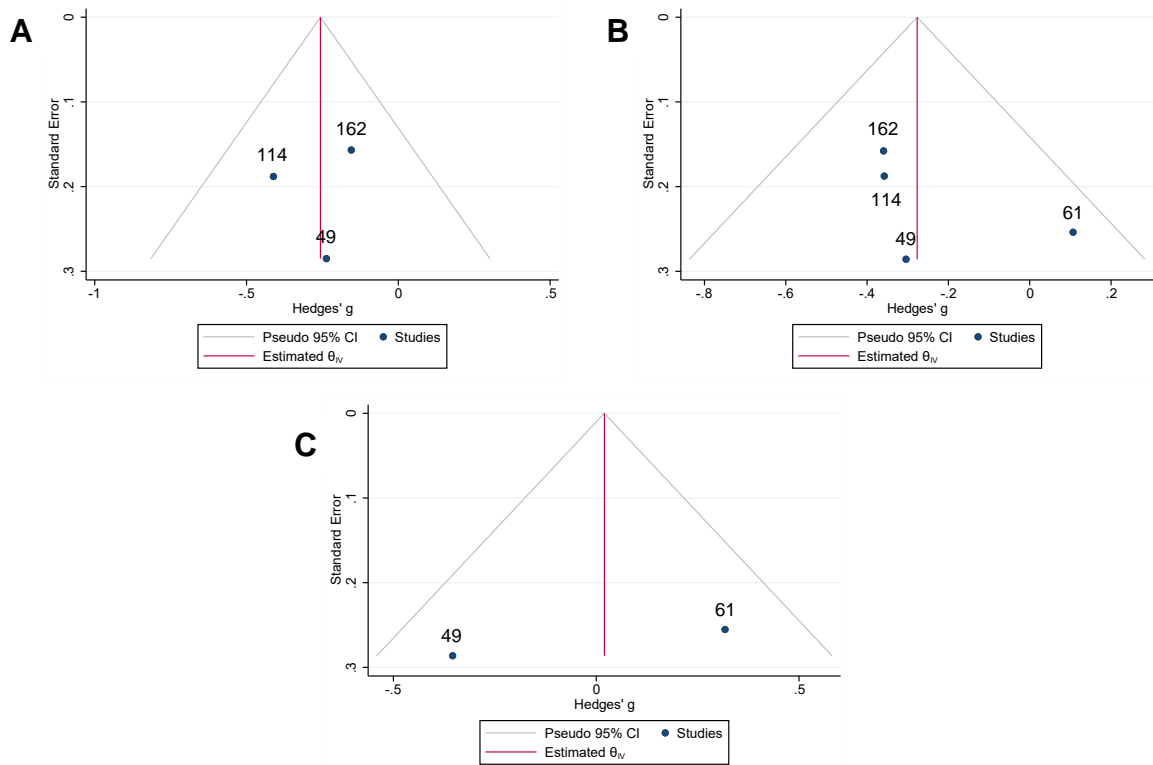 A
0
.1
.2
.3
Standard Error
162
114
49
-1
-.5
0
.5
Hedges' g
Pseudo 95% CI
Studies
Estimated θIV
B
0
.1
.2
.3
Standard Error
162
114
61
49
-.8
-.6
-.4
-.2
0
.2
Hedges' g
Pseudo 95% CI
Studies
Estimated θIV
C
0
.1
.2
.3
Standard Error
61
49
-.5
0
.5
Hedges' g
Pseudo 95% CI
Studies
Estimated θIV